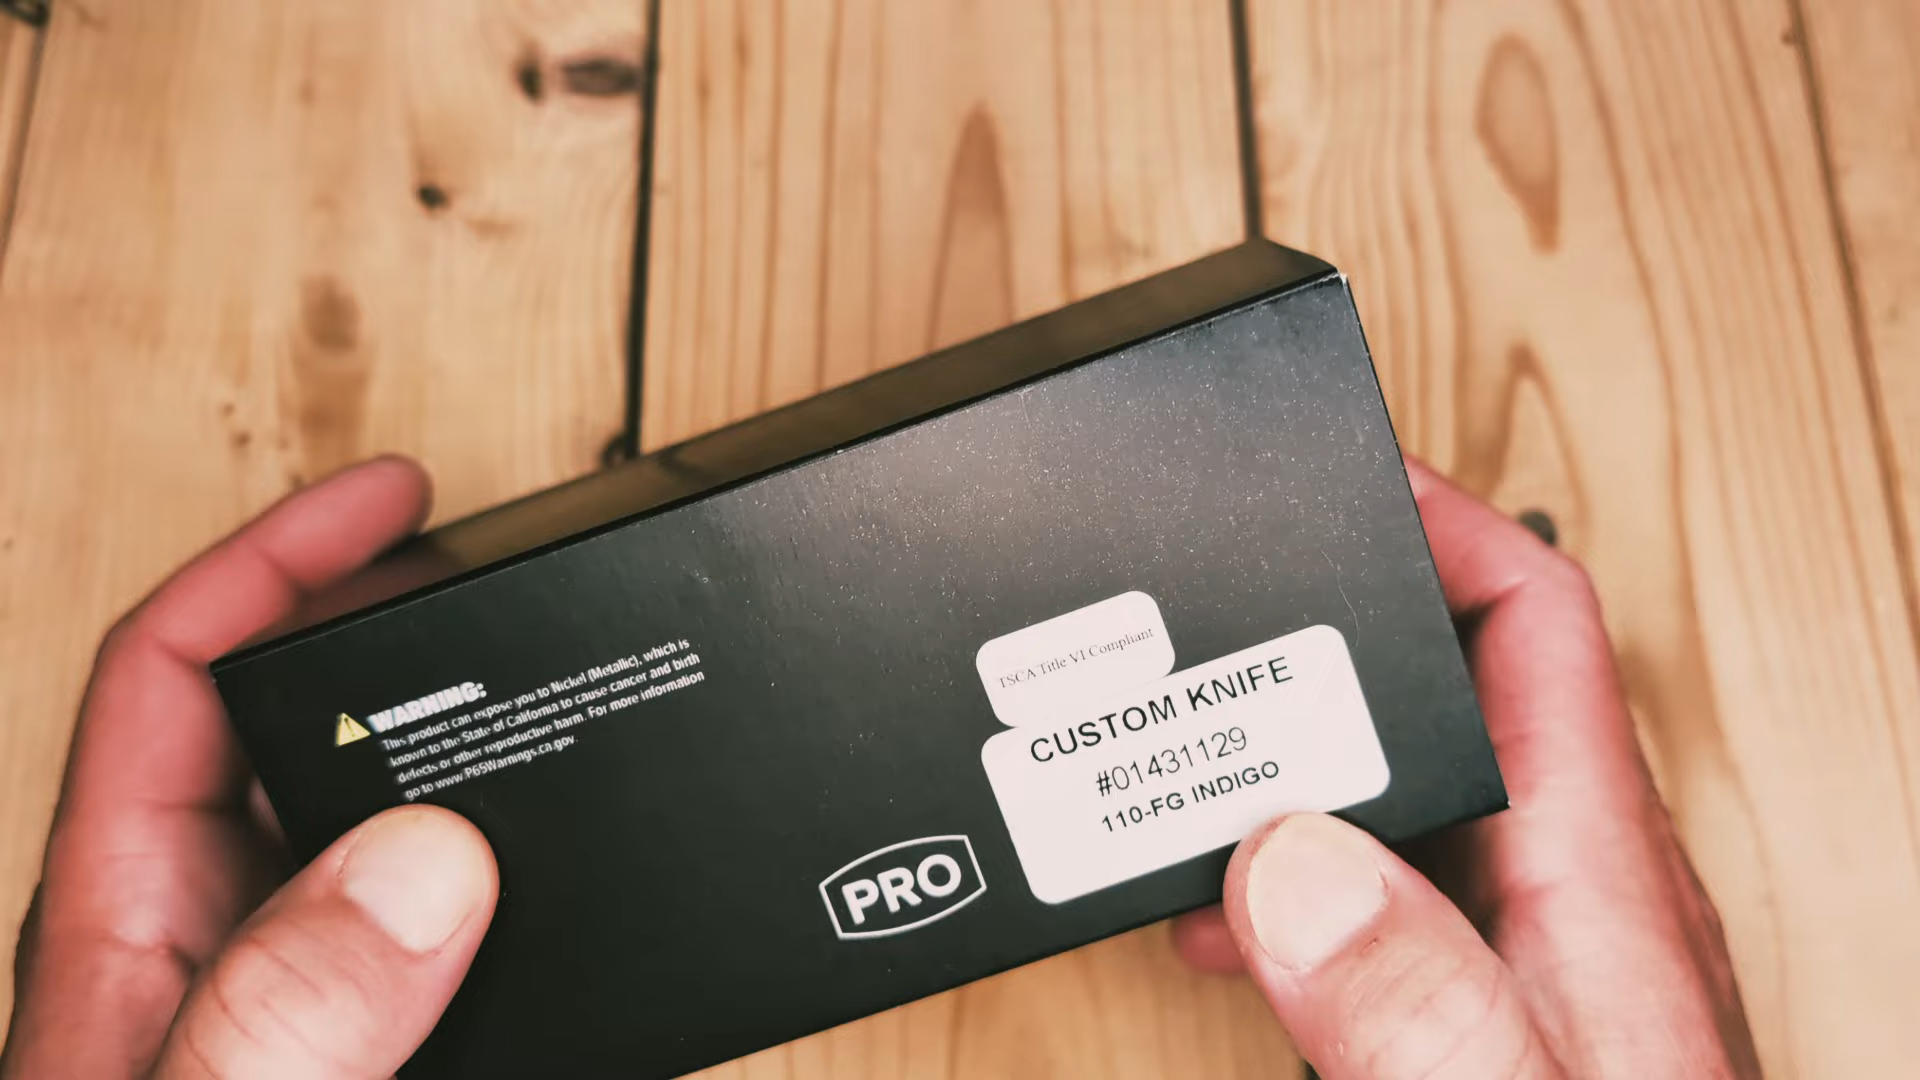 WARNING:
This product can expose you to Nickel (Metallic), which is
known to the State of California to cause cancer and birth
defects or other reproductive harm. For more information
go to www.P65Warnings.ca.gov.
TSCA Title VI Compliant
CUSTOM KNIFE
#01431129
110-FG INDIGO
PRO